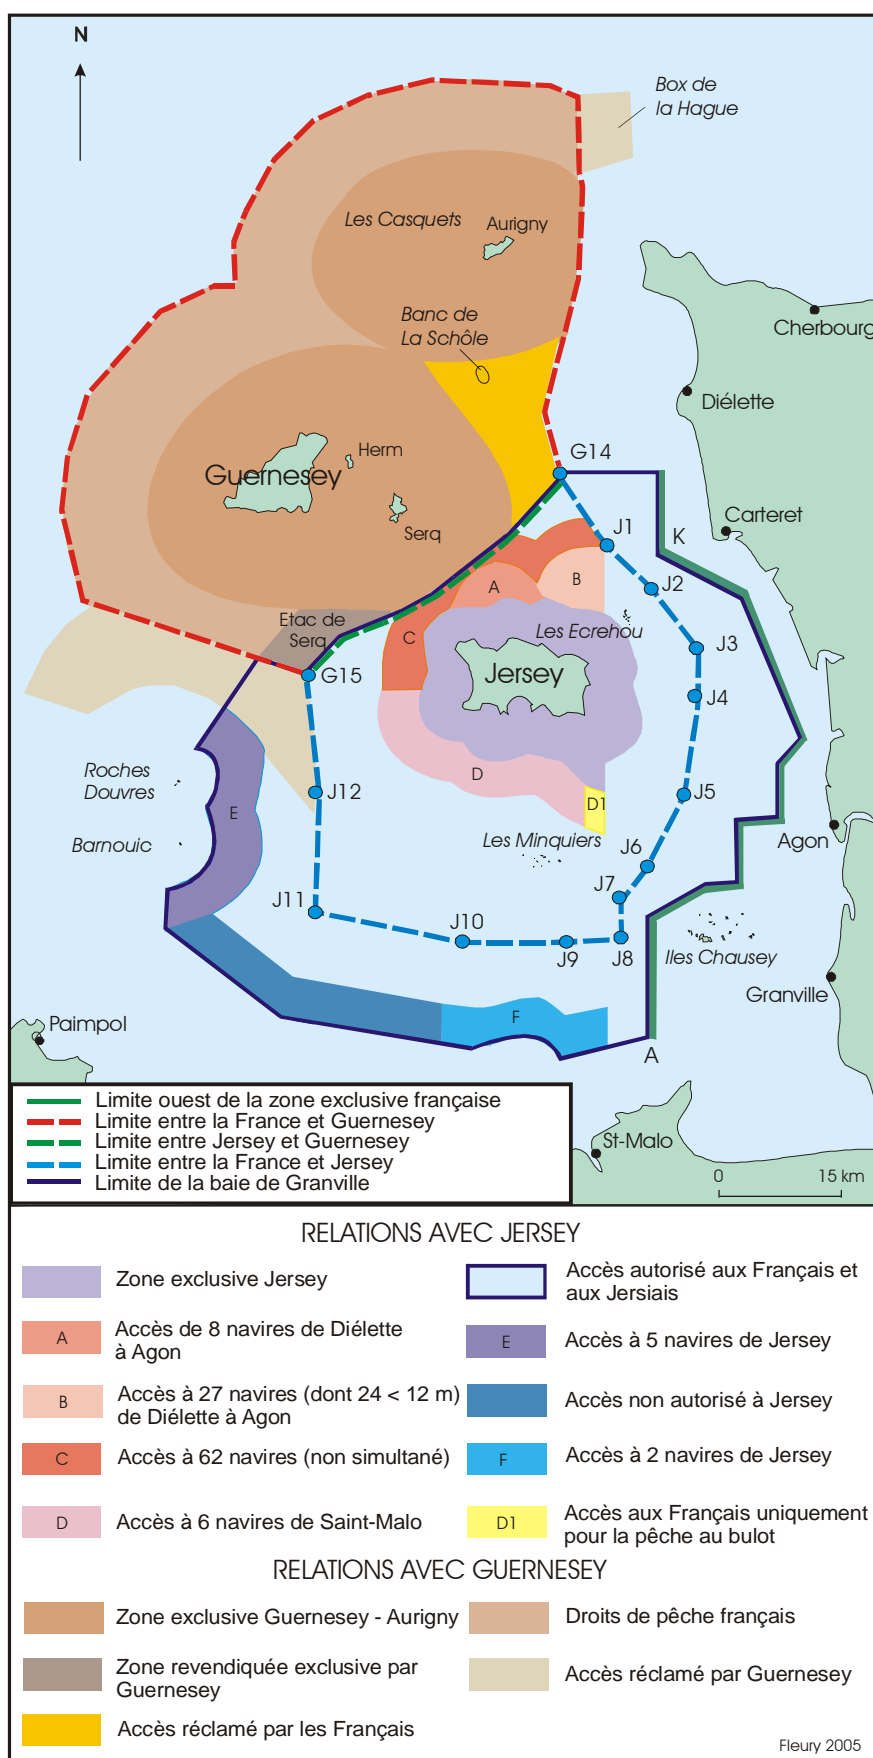 N
Box de
la Hague
Les Casquets
Aurigny
Banc de
La Schôle
Cherbourg
Diélette
G14
Herm
Guernesey
Serq
Carteret
J1
K
B
A
J2
Etac de
Serq
Les Ecrehou
C
J3
G15
Jersey
J4
Roches
Douvres
J12
D
D1
J5
E
Barnouic
Les Minquiers
J6
Agon
J7
J11
J10
J9
J8
Iles Chausey
Granville
Paimpol
F
A
St-Malo
0 15 km
Limite ouest de la zone exclusive française
Limite entre la France et Guernesey
Limite entre Jersey et Guernesey
Limite entre la France et Jersey
Limite de la baie de Granville
RELATIONS AVEC JERSEY
Zone exclusive Jersey
Accès autorisé aux Français et
aux Jersiais
A
Accès de 8 navires de Diélette
à Agon
E
Accès à 5 navires de Jersey
B
Accès à 27 navires (dont 24 < 12 m)
de Diélette à Agon
Accès non autorisé à Jersey
C
Accès à 62 navires (non simultané)
F
Accès à 2 navires de Jersey
D
Accès à 6 navires de Saint-Malo
D1
Accès aux Français uniquement
pour la pêche au bulot
RELATIONS AVEC GUERNESEY
Zone exclusive Guernesey - Aurigny
Droits de pêche français
Zone revendiquée exclusive par
Guernesey
Accès réclamé par Guernesey
Accès réclamé par les Français
Fleury 2005